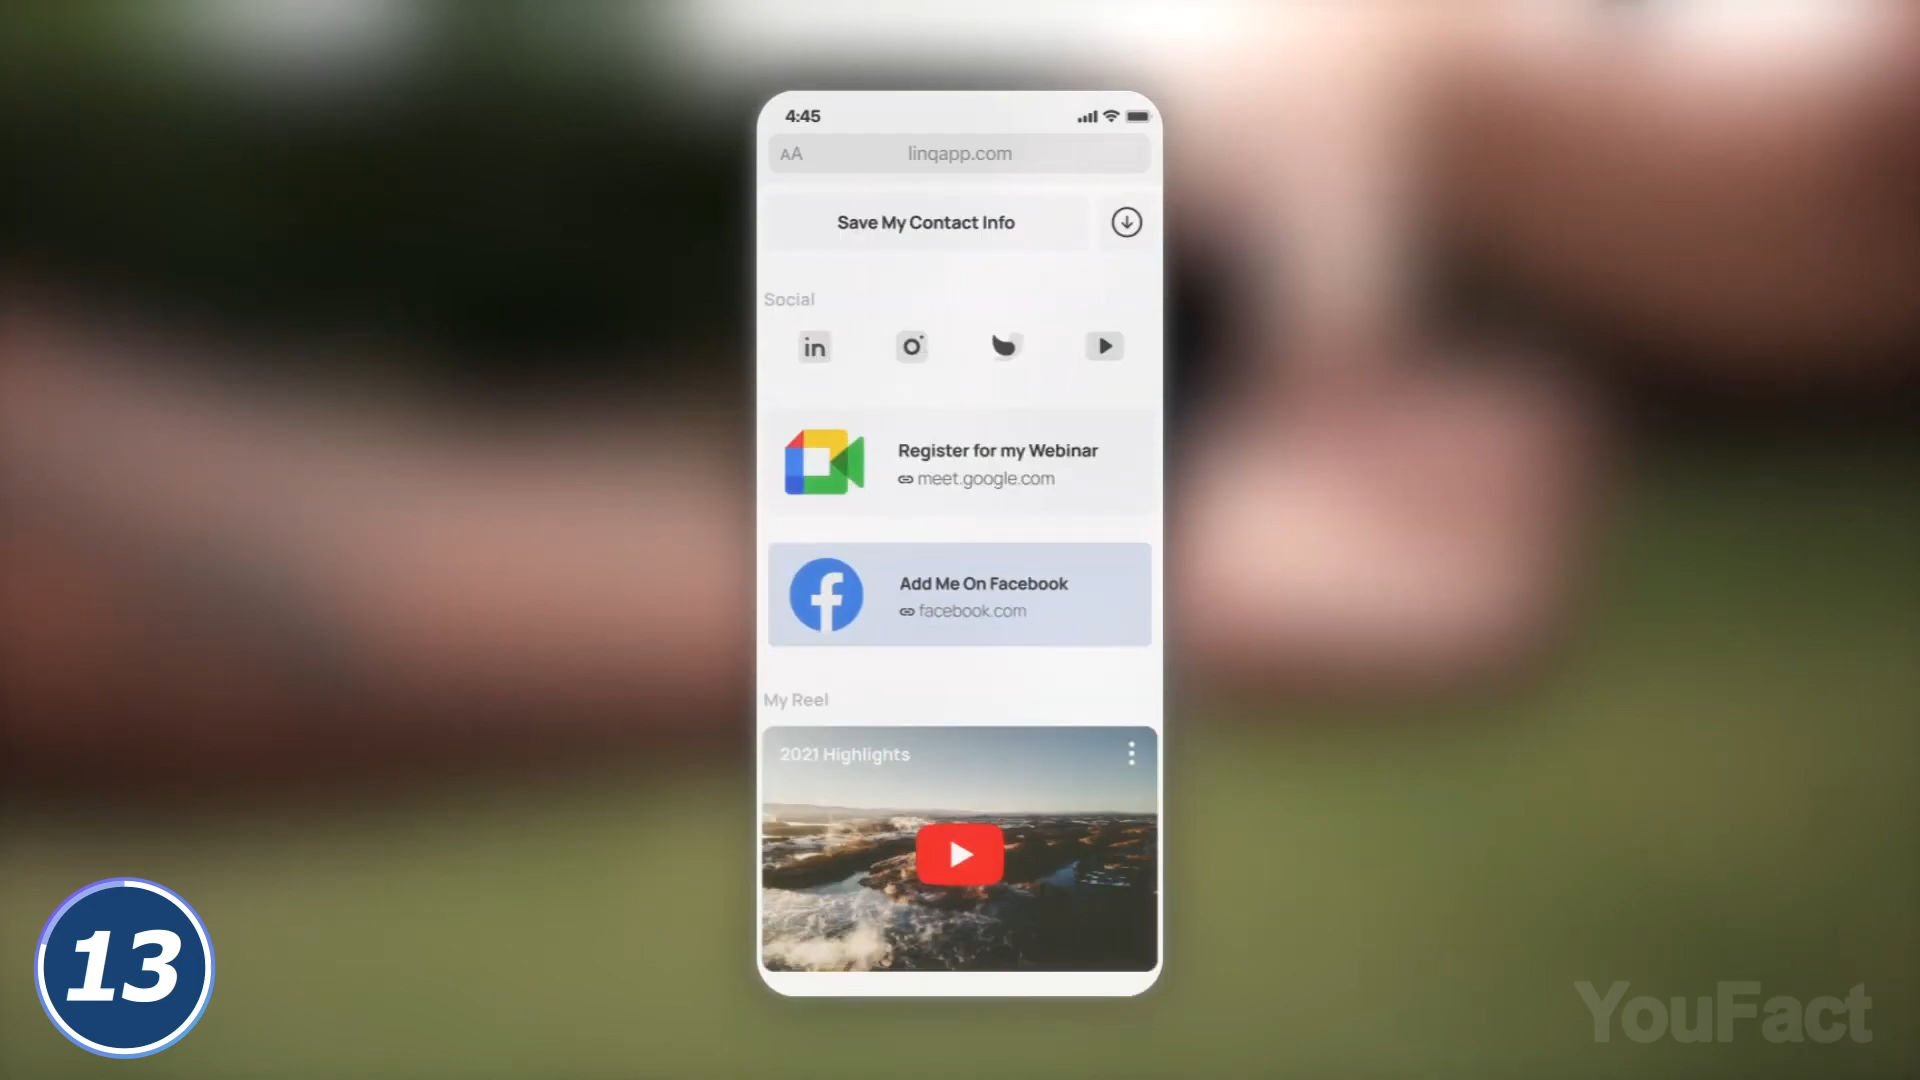 4:45
AA linqapp.com
Save My Contact Info
Social
in
Register for my Webinar
meet.google.com
Add Me On Facebook
facebook.com
My Reel
2021 Highlights
13
YouFact